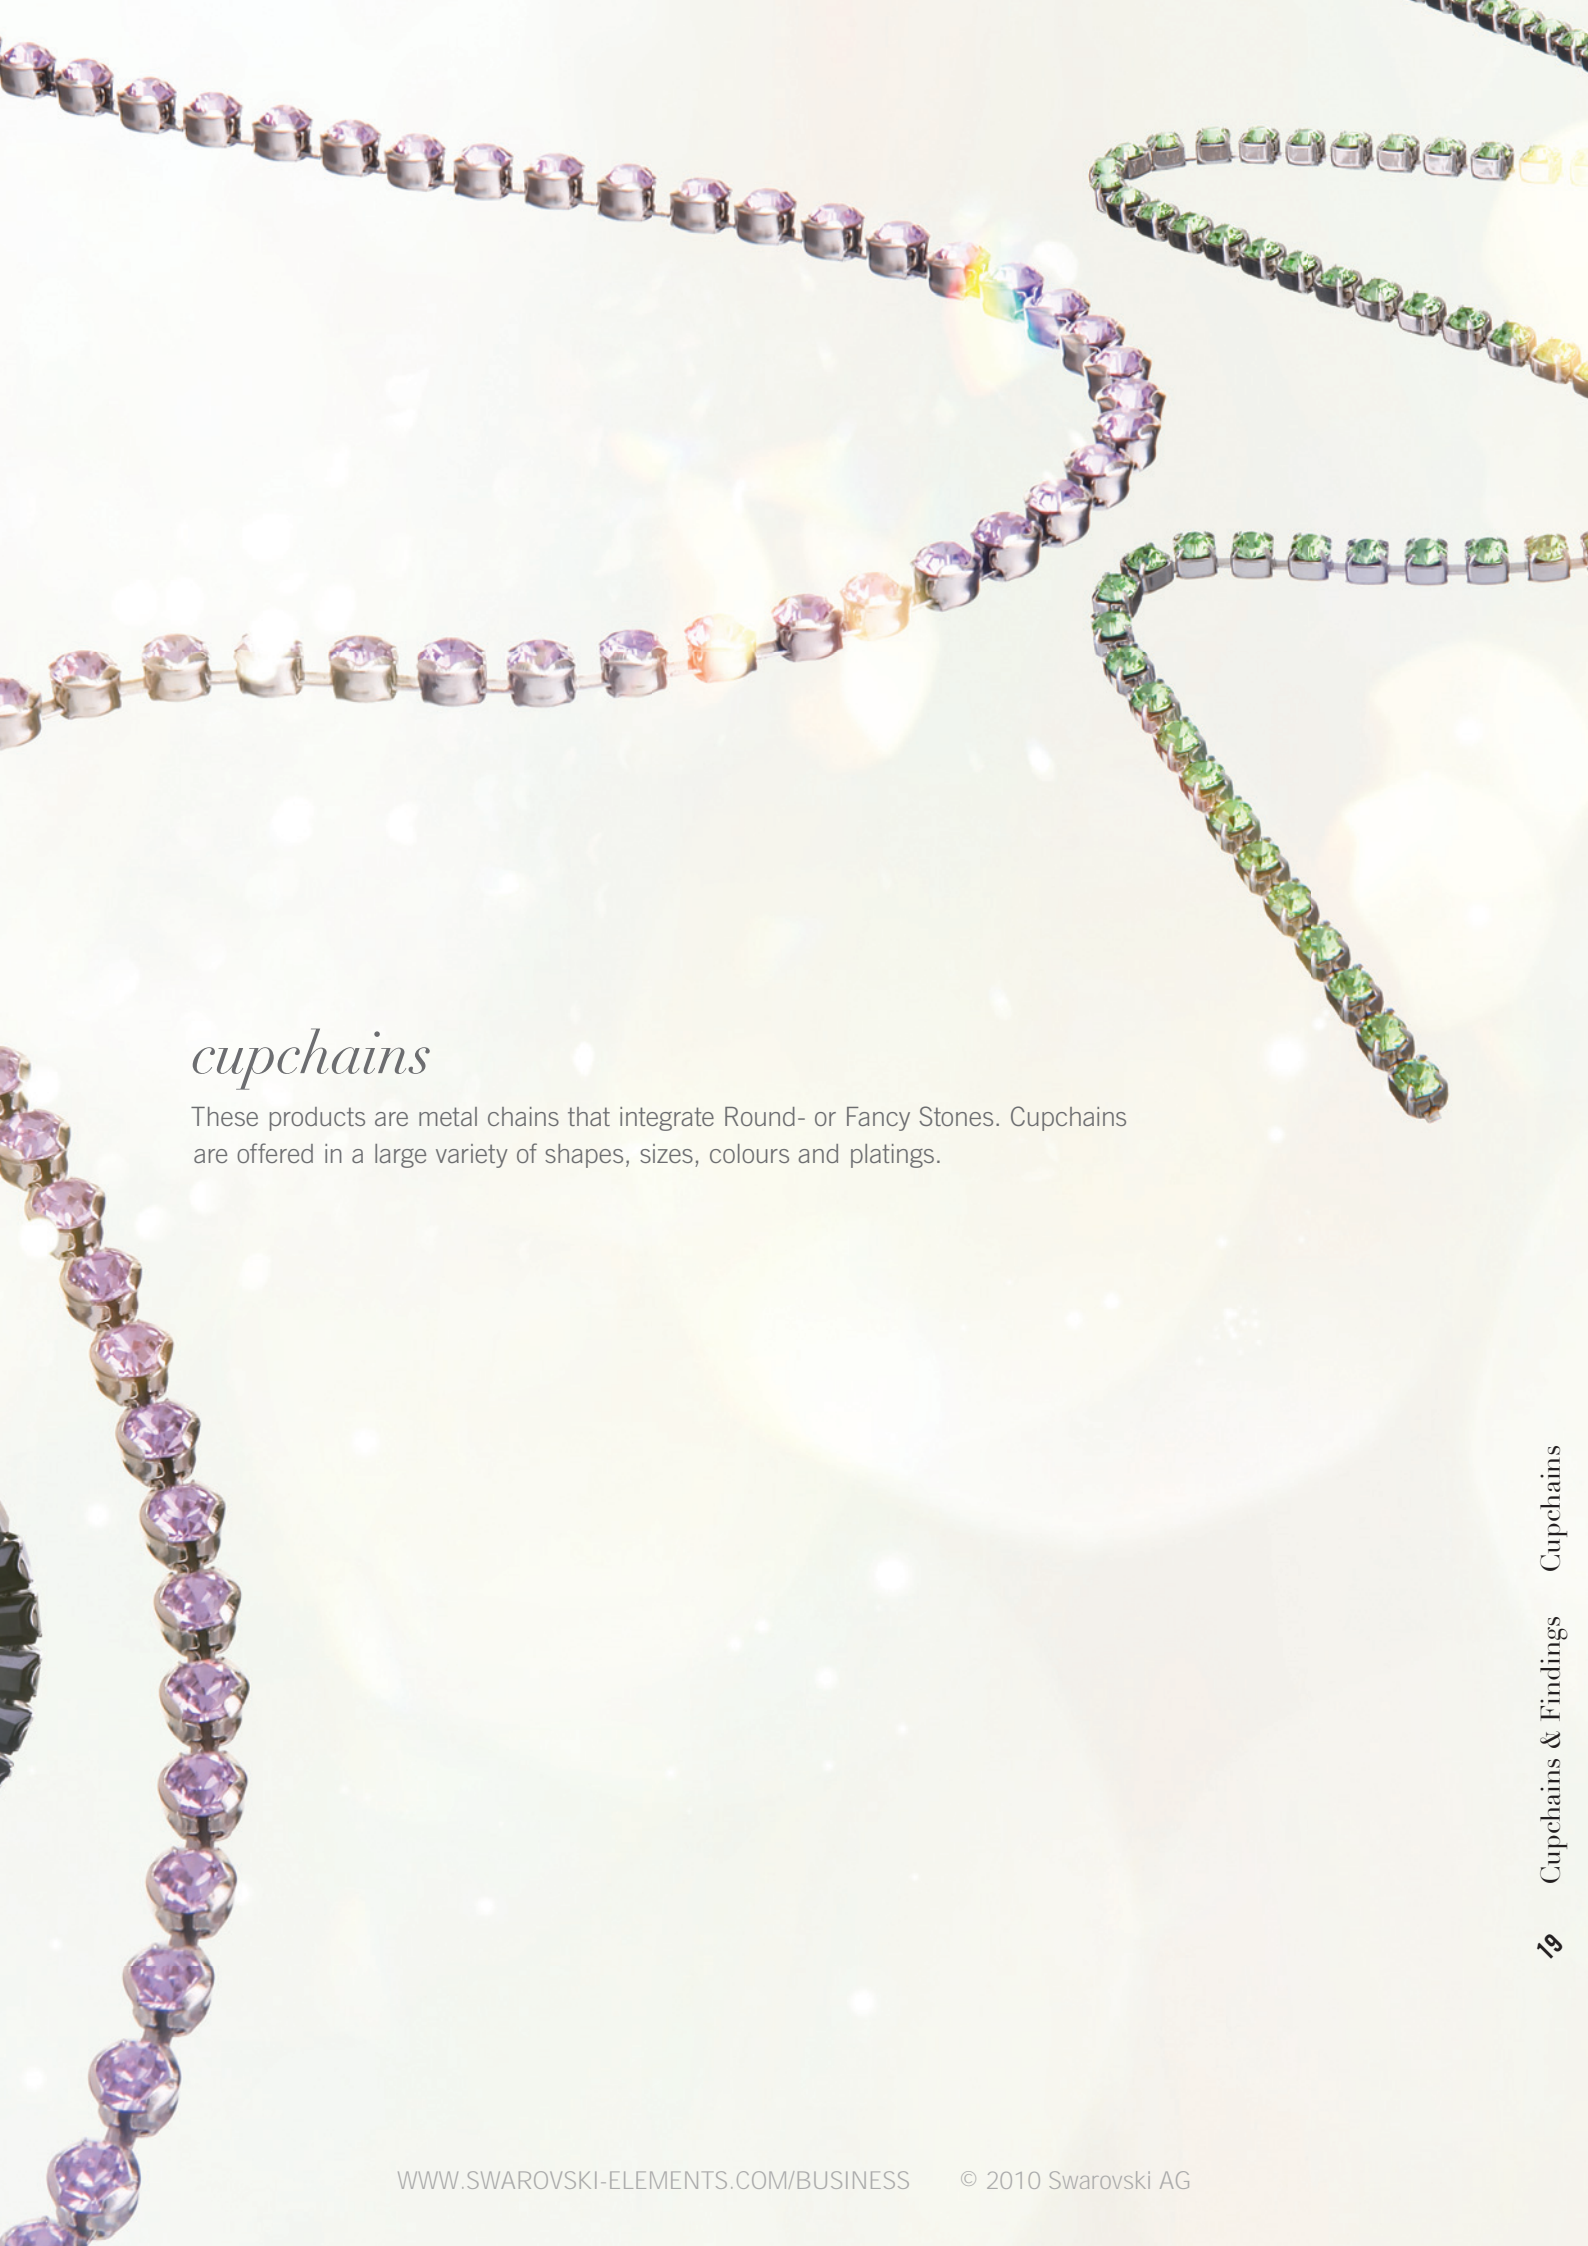 cupchains
These products are metal chains that integrate Round- or Fancy Stones. Cupchains
are offered in a large variety of shapes, sizes, colours and platings.
Cupchains & Findings Cupchains
19
WWW.SWAROVSKI-ELEMENTS.COM/BUSINESS © 2010 Swarovski AG